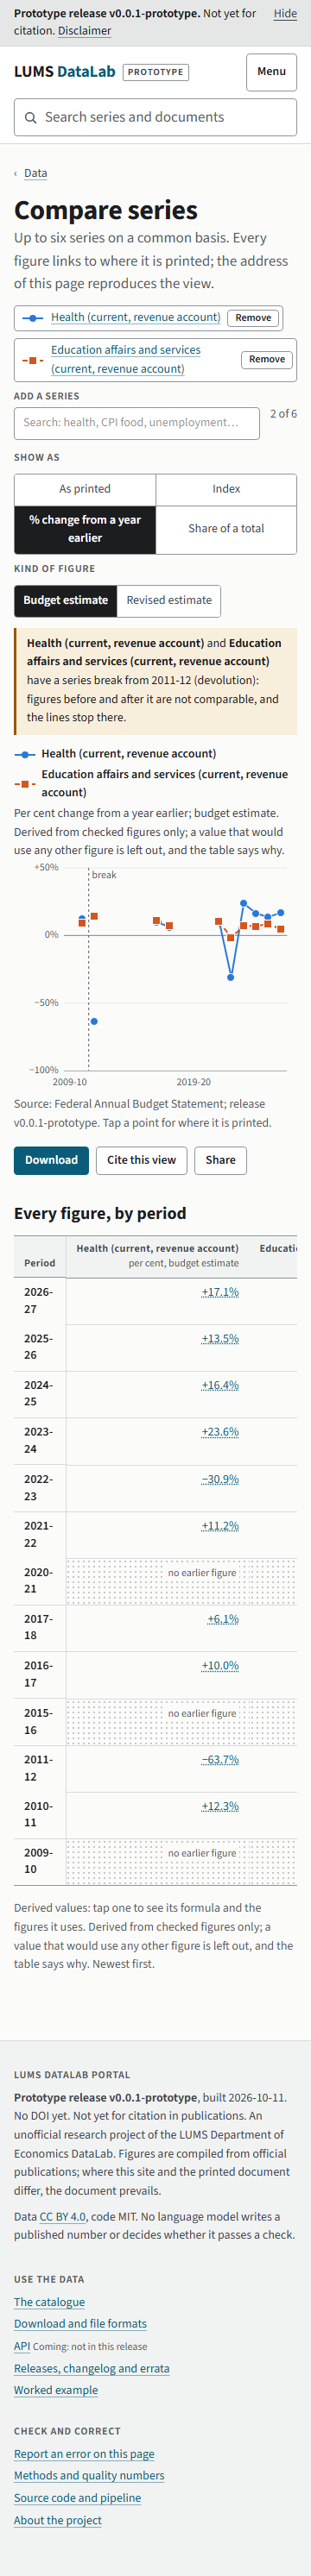 Prototype release v0.0.1-prototype. Not yet for citation. Disclaimer
Hide
LUMS DataLab PROTOTYPE
Menu
Search series and documents
‹ Data
Compare series
Up to six series on a common basis. Every
figure links to where it is printed; the address
of this page reproduces the view.
Health (current, revenue account) Remove
Education affairs and services
(current, revenue account)
Remove
ADD A SERIES
Search: health, CPI food, unemployment…
2 of 6
SHOW AS
As printed
Index
% change from a year
earlier
Share of a total
KIND OF FIGURE
Budget estimate
Revised estimate
Health (current, revenue account) and Education
affairs and services (current, revenue account)
have a series break from 2011-12 (devolution):
figures before and after it are not comparable, and
the lines stop there.
Health (current, revenue account)
Education affairs and services (current, revenue
account)
Per cent change from a year earlier; budget estimate.
Derived from checked figures only; a value that would
use any other figure is left out, and the table says why.
+50%
break
0%
−50%
−100%
2009-10
2019-20
Source: Federal Annual Budget Statement; release
v0.0.1-prototype. Tap a point for where it is printed.
Download
Cite this view
Share
Every figure, by period
Period
Health (current, revenue account)
per cent, budget estimate
2026-
27
+17.1%
2025-
26
+13.5%
2024-
25
+16.4%
2023-
24
+23.6%
2022-
23
−30.9%
2021-
22
+11.2%
2020-
21
no earlier figure
2017-
18
+6.1%
2016-
17
+10.0%
2015-
16
no earlier figure
2011-
12
−63.7%
2010-
11
+12.3%
2009-
10
no earlier figure
Derived values: tap one to see its formula and the
figures it uses. Derived from checked figures only; a
value that would use any other figure is left out, and the
table says why. Newest first.
LUMS DATALAB PORTAL
Prototype release v0.0.1-prototype, built 2026-10-11.
No DOI yet. Not yet for citation in publications. An
unofficial research project of the LUMS Department of
Economics DataLab. Figures are compiled from official
publications; where this site and the printed document
differ, the document prevails.
Data CC BY 4.0, code MIT. No language model writes a
published number or decides whether it passes a check.
USE THE DATA
The catalogue
Download and file formats
API Coming: not in this release
Releases, changelog and errata
Worked example
CHECK AND CORRECT
Report an error on this page
Methods and quality numbers
Source code and pipeline
About the project